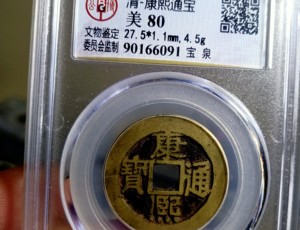 清-康熙通宝
美 80
文物鉴定 27.5*1.1mm, 4.5g
委员会监制 90166091 宝 泉
康熙通寳